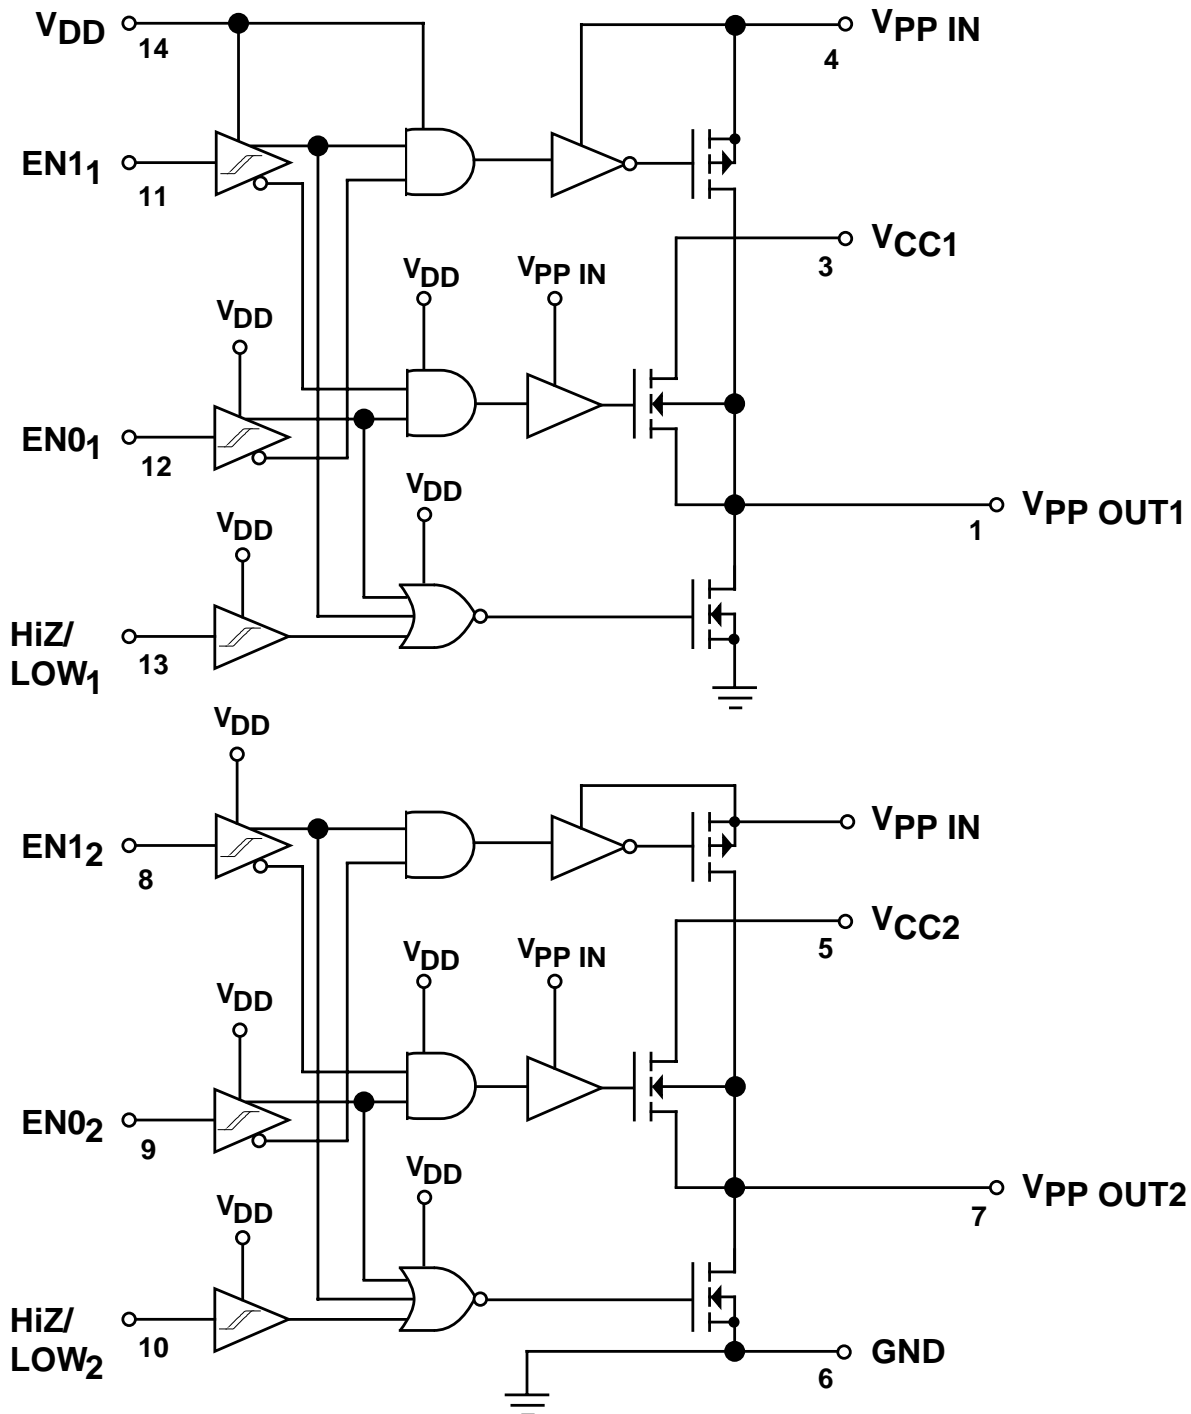 VDD
14
VPP IN
4
EN11
11
VCC1
3
VDD
VPP IN
VDD
EN01
12
VDD
VPP OUT1
1
VDD
HiZ/
LOW1
13
VDD
EN12
8
VPP IN
VCC2
5
VDD
VPP IN
VDD
EN02
9
VDD
VPP OUT2
7
VDD
HiZ/
LOW2
10
GND
6